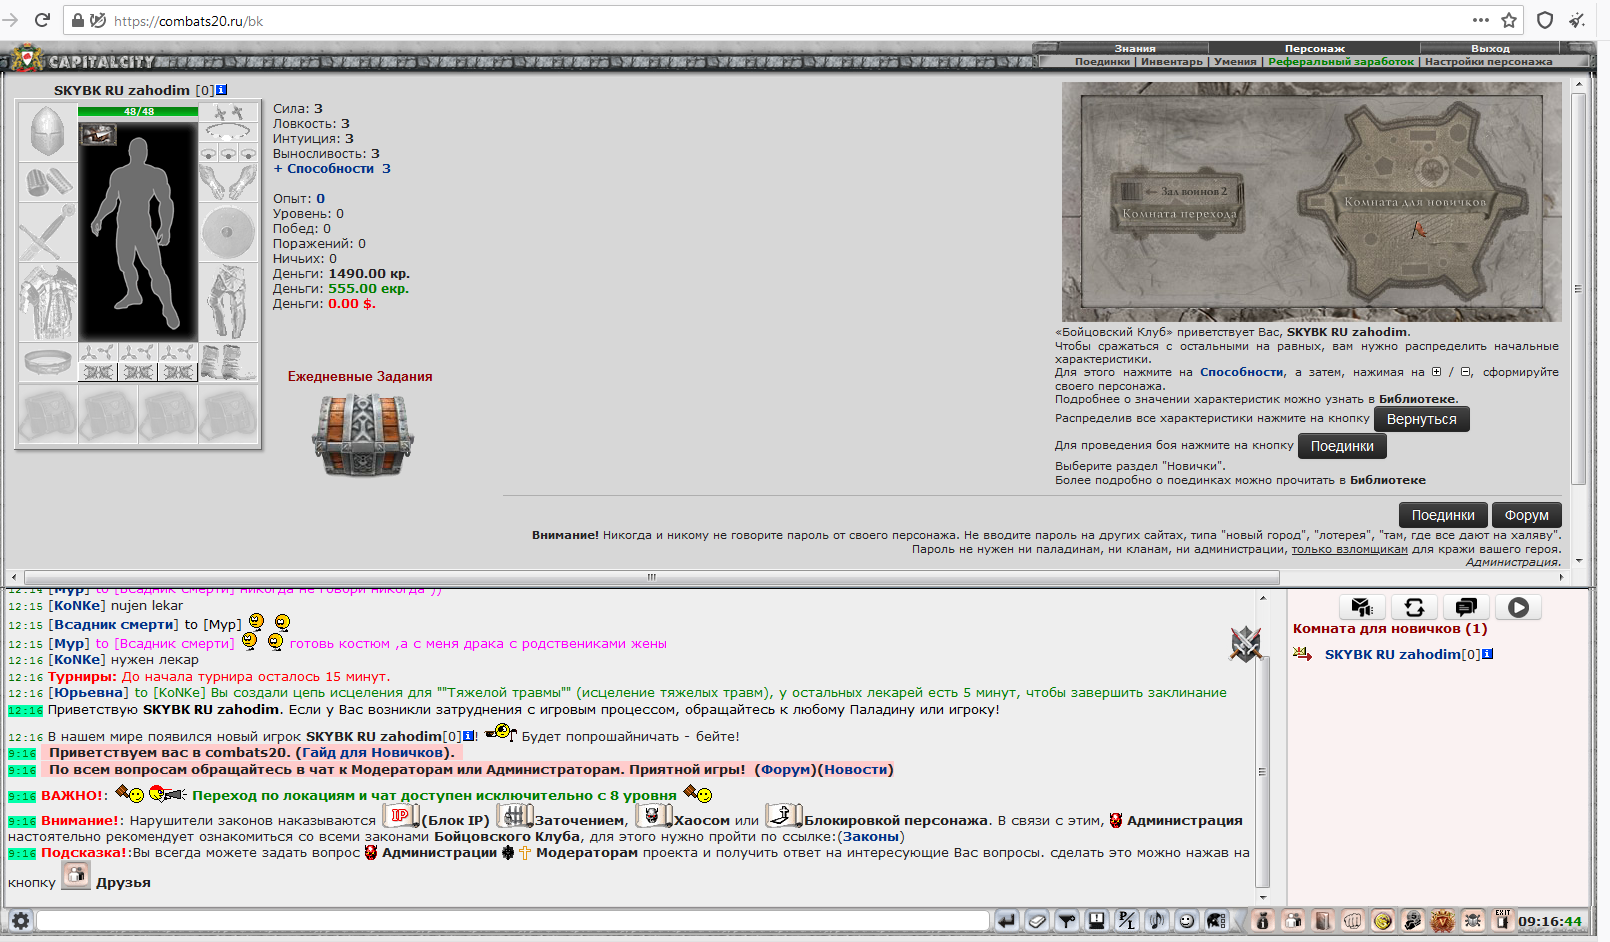 https://combats20.ru/bk
CAPITALCITY
Знания Персонаж Выход
Поединки | Инвентарь | Умения | Реферальный заработок | Настройки персонажа
SKYBK RU zahodim [0]
48/48
Сила: 3
Ловкость: 3
Интуиция: 3
Выносливость: 3
+ Способности 3
Опыт: 0
Уровень: 0
Побед: 0
Поражений: 0
Ничьих: 0
Деньги: 1490.00 кр.
Деньги: 555.00 екр.
Деньги: 0.00 $.
Ежедневные Задания
← Зал воинов 2
Комната перехода
Комната для новичков
«Бойцовский Клуб» приветствует Вас, SKYBK RU zahodim.
Чтобы сражаться с остальными на равных, вам нужно распределить начальные
характеристики.
Для этого нажмите на Способности, а затем, нажимая на + / −, сформируйте
своего персонажа.
Подробнее о значении характеристик можно узнать в Библиотеке.
Распределив все характеристики нажмите на кнопку Вернуться
Для проведения боя нажмите на кнопку Поединки
Выберите раздел "Новички".
Более подробно о поединках можно прочитать в Библиотеке
Поединки Форум
Внимание! Никогда и никому не говорите пароль от своего персонажа. Не вводите пароль на других сайтах, типа "новый город", "лотерея", "там, где все дают на халяву".
Пароль не нужен ни паладинам, ни кланам, ни администрации, только взломщикам для кражи вашего героя.
Администрация.
12:14 [Мур] to [Всадник смерти] никогда не говори никогда ))
12:15 [KoNKe] nujen lekar
12:15 [Всадник смерти] to [Мур]
12:15 [Мур] to [Всадник смерти] готовь костюм ,а с меня драка с родствениками жены
12:16 [KoNKe] нужен лекар
12:16 Турниры: До начала турнира осталось 15 минут.
12:16 [Юрьевна] to [KoNKe] Вы создали цепь исцеления для ""Тяжелой травмы"" (исцеление тяжелых травм), у остальных лекарей есть 5 минут, чтобы завершить заклинание
12:16 Приветствую SKYBK RU zahodim. Если у Вас возникли затруднения с игровым процессом, обращайтесь к любому Паладину или игроку!
12:16 В нашем мире появился новый игрок SKYBK RU zahodim[0]! Будет попрошайничать - бейте!
9:16 Приветствуем вас в combats20. (Гайд для Новичков).
9:16 По всем вопросам обращайтесь в чат к Модераторам или Администраторам. Приятной игры! (Форум)(Новости)
9:16 ВАЖНО!: Переход по локациям и чат доступен исключительно с 8 уровня
9:16 Внимание!: Нарушители законов наказываются IP (Блок IP) Заточением, Хаосом или Блокировкой персонажа. В связи с этим, Администрация
настоятельно рекомендует ознакомиться со всеми законами Бойцовского Клуба, для этого нужно пройти по ссылке:(Законы)
9:16 Подсказка!:Вы всегда можете задать вопрос Администрации Модераторам проекта и получить ответ на интересующие Вас вопросы. сделать это можно нажав на
кнопку Друзья
Комната для новичков (1)
SKYBK RU zahodim[0]
P/L
EXIT
09:16:44